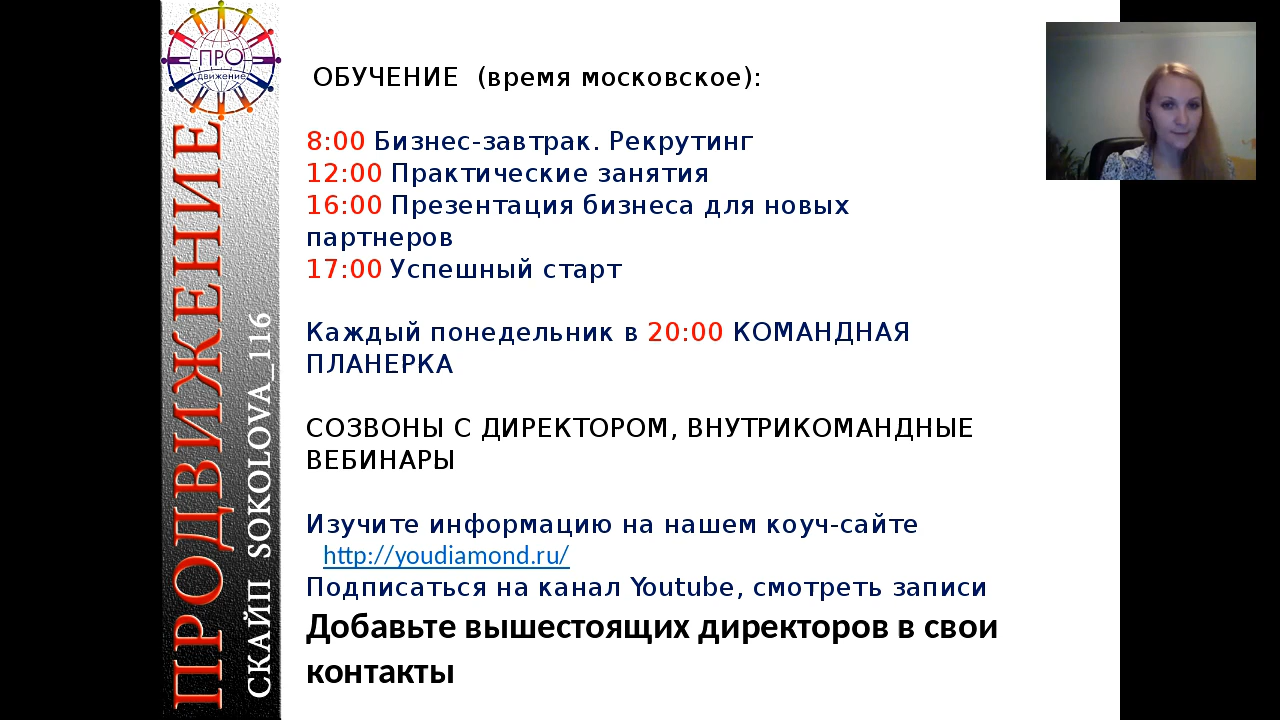 ПРО
движение
ПРОДВИЖЕНИЕ
СКАЙП SOKOLOVA_116
ОБУЧЕНИЕ (время московское):
8:00 Бизнес-завтрак. Рекрутинг
12:00 Практические занятия
16:00 Презентация бизнеса для новых
партнеров
17:00 Успешный старт
Каждый понедельник в 20:00 КОМАНДНАЯ
ПЛАНЕРКА
СОЗВОНЫ С ДИРЕКТОРОМ, ВНУТРИКОМАНДНЫЕ
ВЕБИНАРЫ
Изучите информацию на нашем коуч-сайте
http://youdiamond.ru/
Подписаться на канал Youtube, смотреть записи
Добавьте вышестоящих директоров в свои
контакты